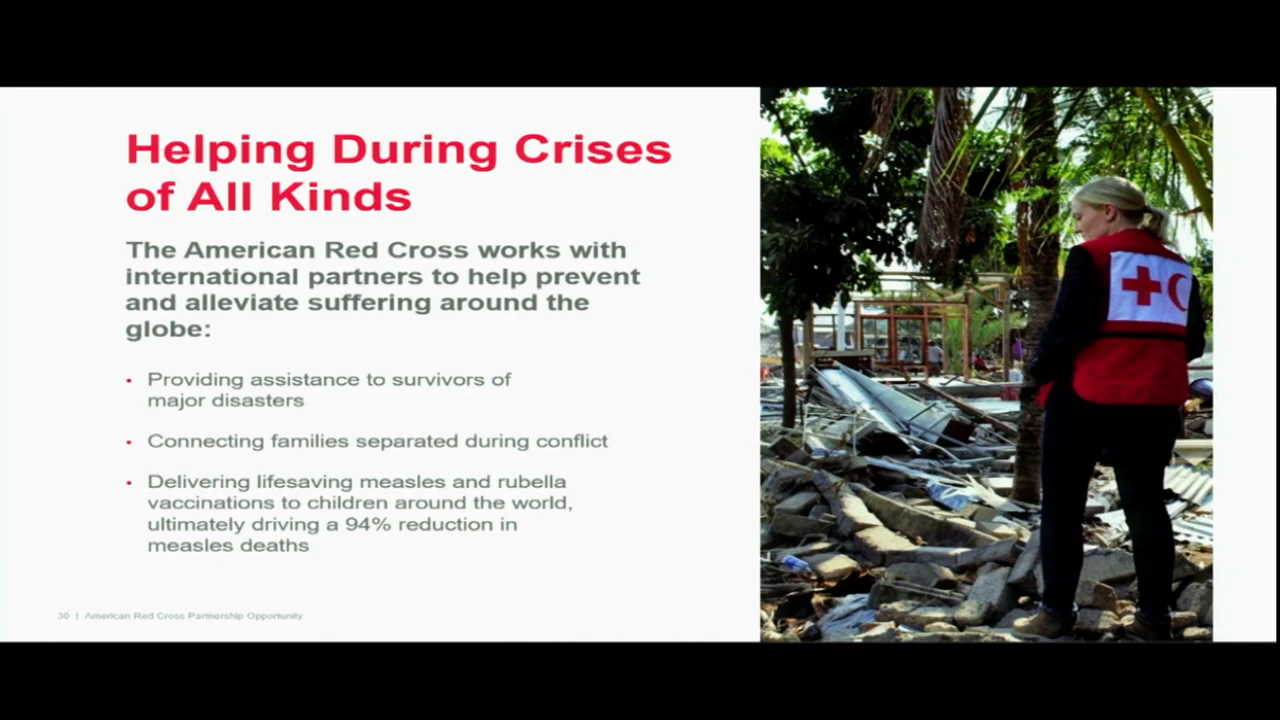 Helping During Crises
of All Kinds
The American Red Cross works with
international partners to help prevent
and alleviate suffering around the
globe:
• Providing assistance to survivors of
major disasters
• Connecting families separated during conflict
• Delivering lifesaving measles and rubella
vaccinations to children around the world,
ultimately driving a 94% reduction in
measles deaths
30 | American Red Cross Partnership Opportunity